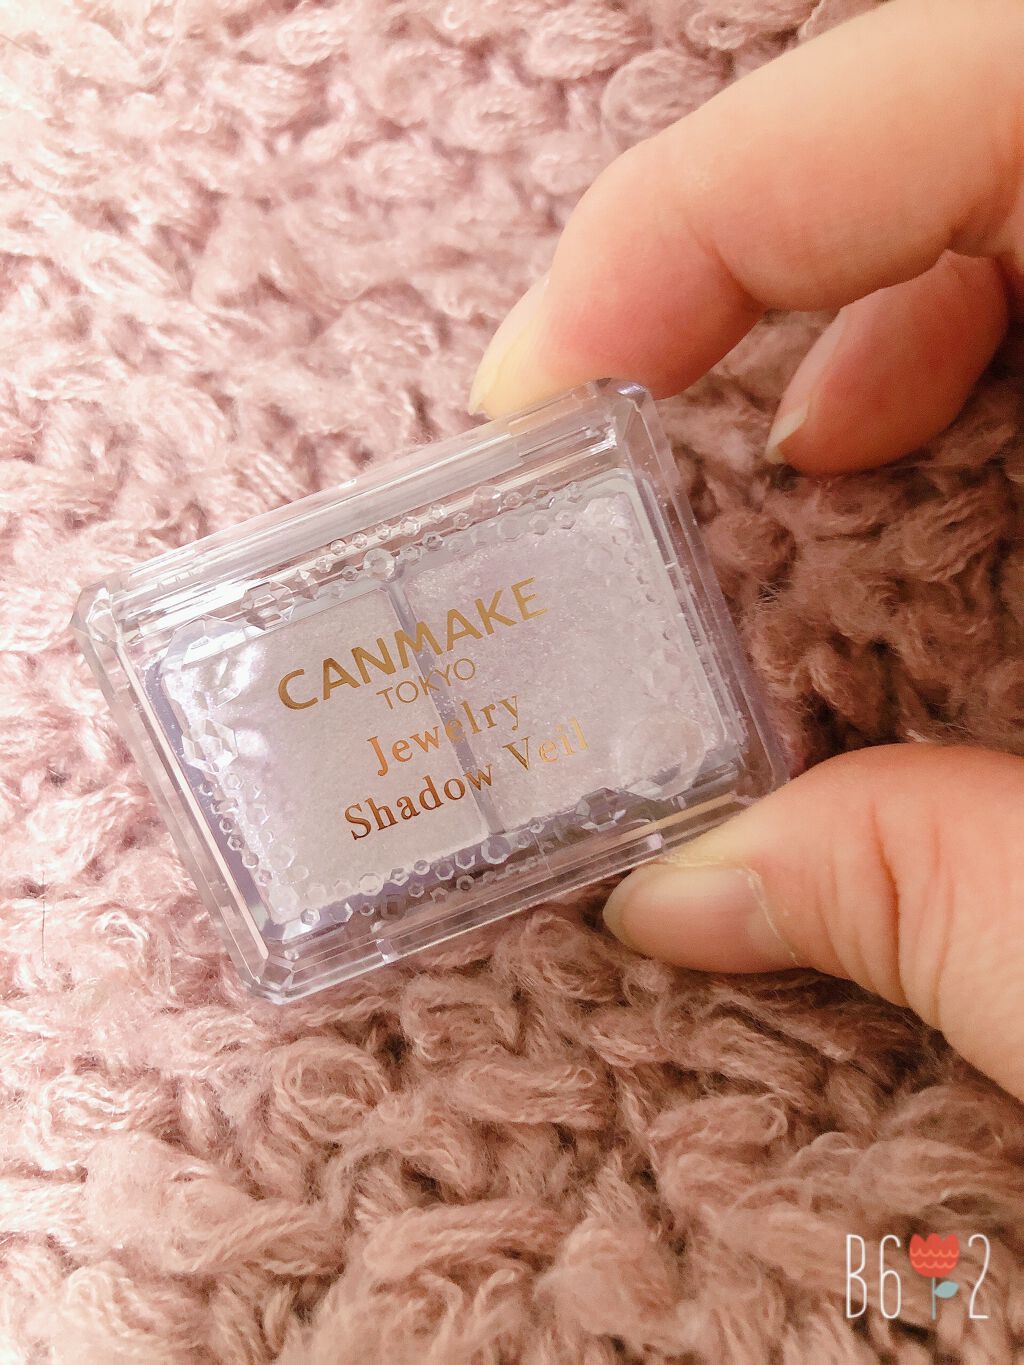 CANMAKE
TOKYO
Jewelry
Shadow Veil
B6 2